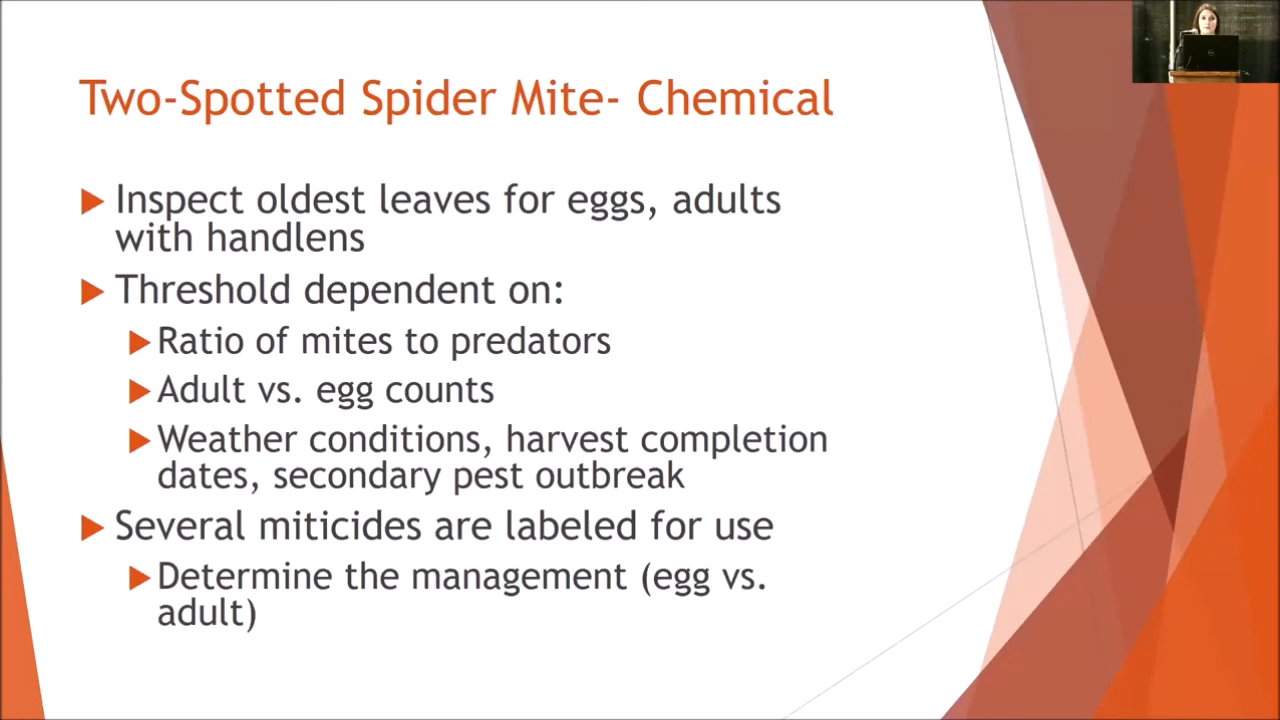 Two-Spotted Spider Mite- Chemical
Inspect oldest leaves for eggs, adults
with handlens
Threshold dependent on:
Ratio of mites to predators
Adult vs. egg counts
Weather conditions, harvest completion
dates, secondary pest outbreak
Several miticides are labeled for use
Determine the management (egg vs.
adult)